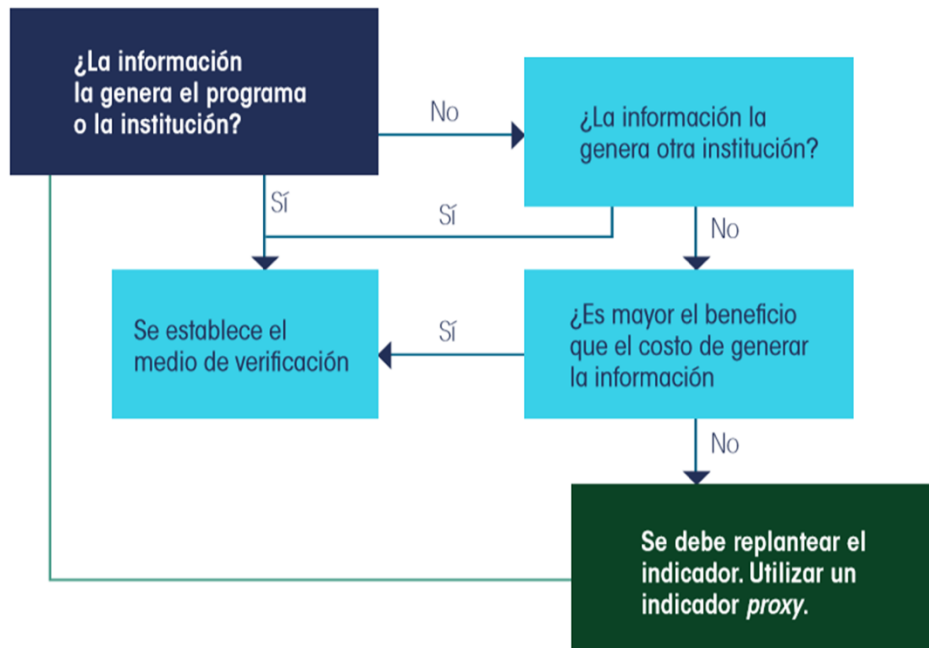 ¿La información
la genera el programa
o la institución?
No
¿La información la
genera otra institución?
Sí
Sí
No
Se establece el
medio de verificación
Sí
¿Es mayor el beneficio
que el costo de generar
la información
No
Se debe replantear el
indicador. Utilizar un
indicador proxy.